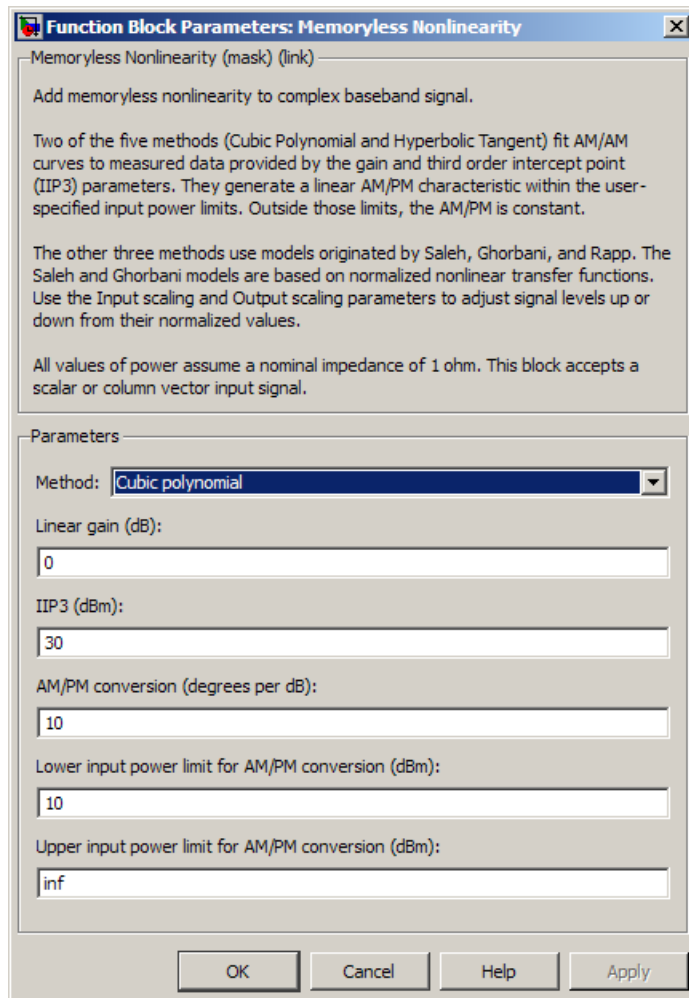 Function Block Parameters: Memoryless Nonlinearity
Memoryless Nonlinearity (mask) (link)
Add memoryless nonlinearity to complex baseband signal.
Two of the five methods (Cubic Polynomial and Hyperbolic Tangent) fit AM/AM
curves to measured data provided by the gain and third order intercept point
(IIP3) parameters. They generate a linear AM/PM characteristic within the user-
specified input power limits. Outside those limits, the AM/PM is constant.
The other three methods use models originated by Saleh, Ghorbani, and Rapp. The
Saleh and Ghorbani models are based on normalized nonlinear transfer functions.
Use the Input scaling and Output scaling parameters to adjust signal levels up or
down from their normalized values.
All values of power assume a nominal impedance of 1 ohm. This block accepts a
scalar or column vector input signal.
Parameters
Method: Cubic polynomial
Linear gain (dB):
0
IIP3 (dBm):
30
AM/PM conversion (degrees per dB):
10
Lower input power limit for AM/PM conversion (dBm):
10
Upper input power limit for AM/PM conversion (dBm):
inf
OK Cancel Help Apply